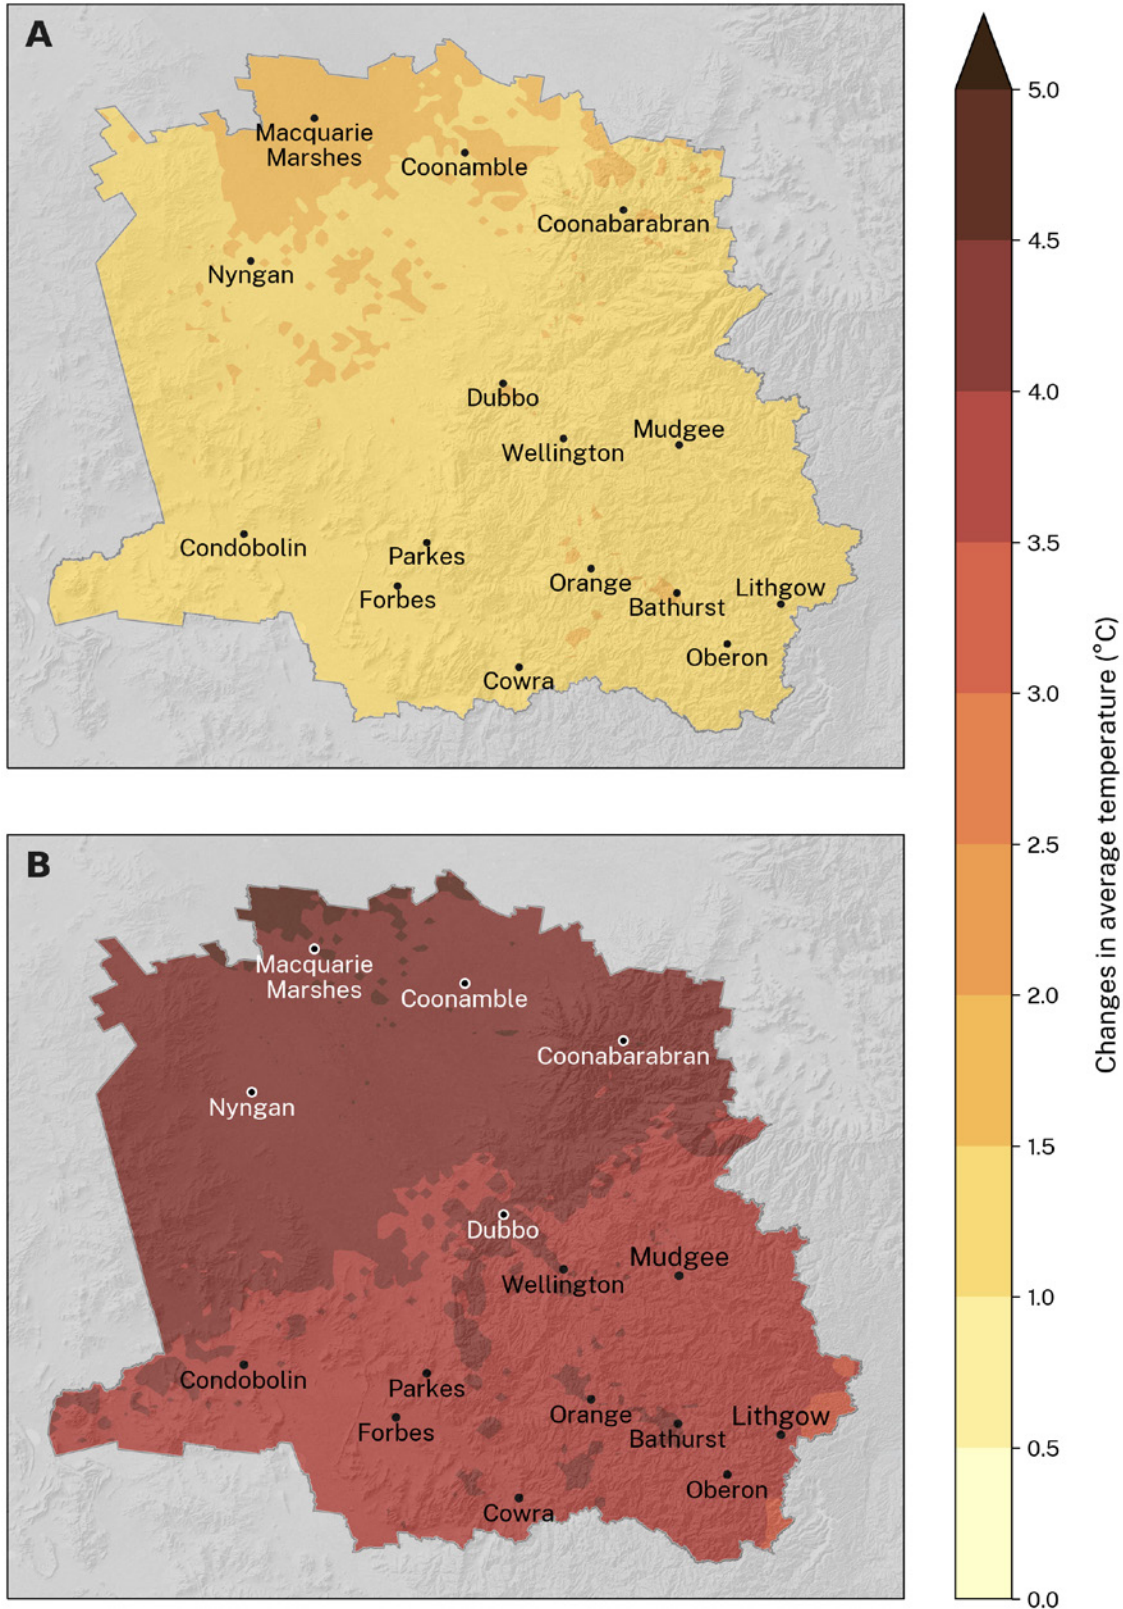 A
Macquarie
Marshes
Coonamble
Coonabarabran
Nyngan
Dubbo
Mudgee
Wellington
Condobolin
Parkes
Forbes
Orange
Bathurst
Lithgow
Oberon
Cowra
B
Macquarie
Marshes
Coonamble
Coonabarabran
Nyngan
Dubbo
Mudgee
Wellington
Condobolin
Parkes
Forbes
Orange
Bathurst
Lithgow
Oberon
Cowra
5.0
4.5
4.0
3.5
3.0
2.5
2.0
1.5
1.0
0.5
0.0
Changes in average temperature (°C)